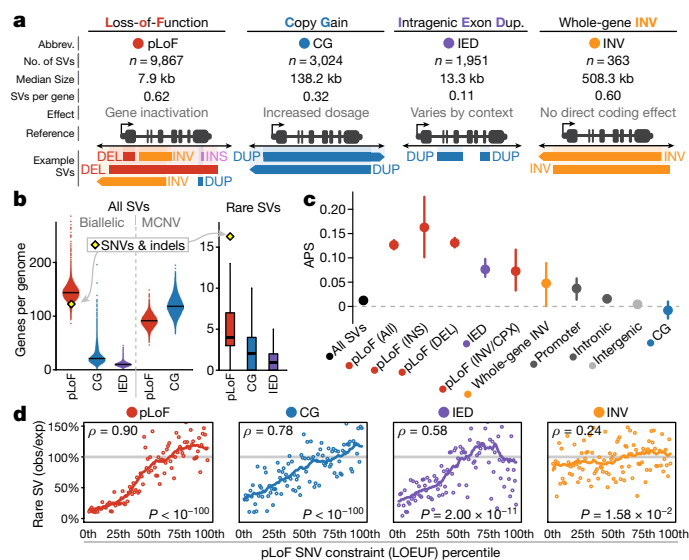 a
Loss-of-Function Copy Gain Intragenic Exon Dup. Whole-gene INV
Abbrev. pLoF CG IED INV
No. of SVs n = 9,867 n = 3,024 n = 1,951 n = 363
Median Size 7.9 kb 138.2 kb 13.3 kb 508.3 kb
SVs per gene 0.62 0.32 0.11 0.60
Effect Gene inactivation Increased dosage Varies by context No direct coding effect
Reference
Example SVs
DEL INV INS DUP DUP DUP INV
DEL DUP INV
INV DUP
b
All SVs Rare SVs
Biallelic MCNV
SNVs & indels
Genes per genome
200
100
0
15
10
5
0
pLoF CG IED pLoF CG pLoF CG IED
c
APS
0.20
0.15
0.10
0.05
0
All SVs
pLoF (All)
pLoF (INS)
pLoF (DEL)
IED
pLoF (INV/CPX)
Whole-gene INV
Promoter
Intronic
Intergenic
CG
d
pLoF CG IED INV
Rare SV (obs/exp)
150%
100%
50%
0%
ρ = 0.90 ρ = 0.78 ρ = 0.58 ρ = 0.24
P < 10⁻¹⁰⁰ P < 10⁻¹⁰⁰ P = 2.00 × 10⁻¹¹ P = 1.58 × 10⁻²
0th 25th 50th 75th 100th 0th 25th 50th 75th 100th 0th 25th 50th 75th 100th 0th 25th 50th 75th 100th
pLoF SNV constraint (LOEUF) percentile